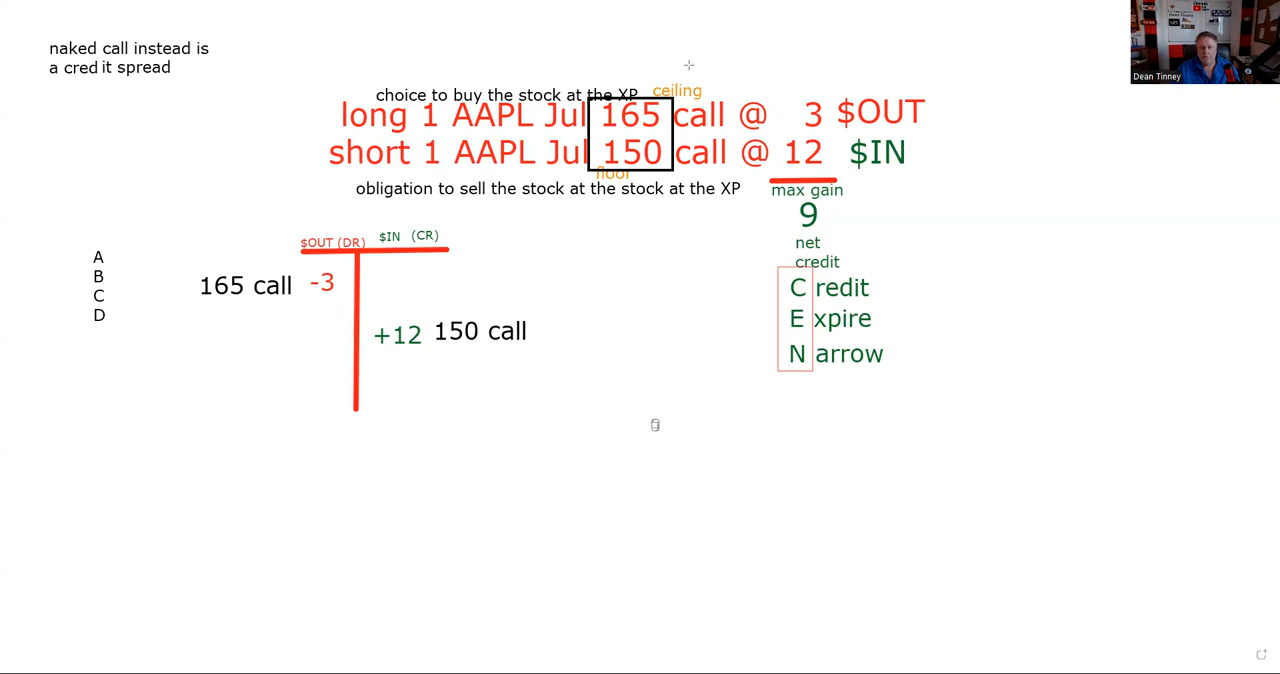 naked call instead is
a cred it spread
choice to buy the stock at the XP
ceiling
long 1 AAPL Jul 165 call @ 3 $OUT
short 1 AAPL Jul 150 call @ 12 $IN
floor
obligation to sell the stock at the stock at the XP
max gain
9
net
credit
$OUT (DR) $IN (CR)
A
B
C
D
165 call -3
+12 150 call
C redit
E xpire
N arrow
Dean Tinney